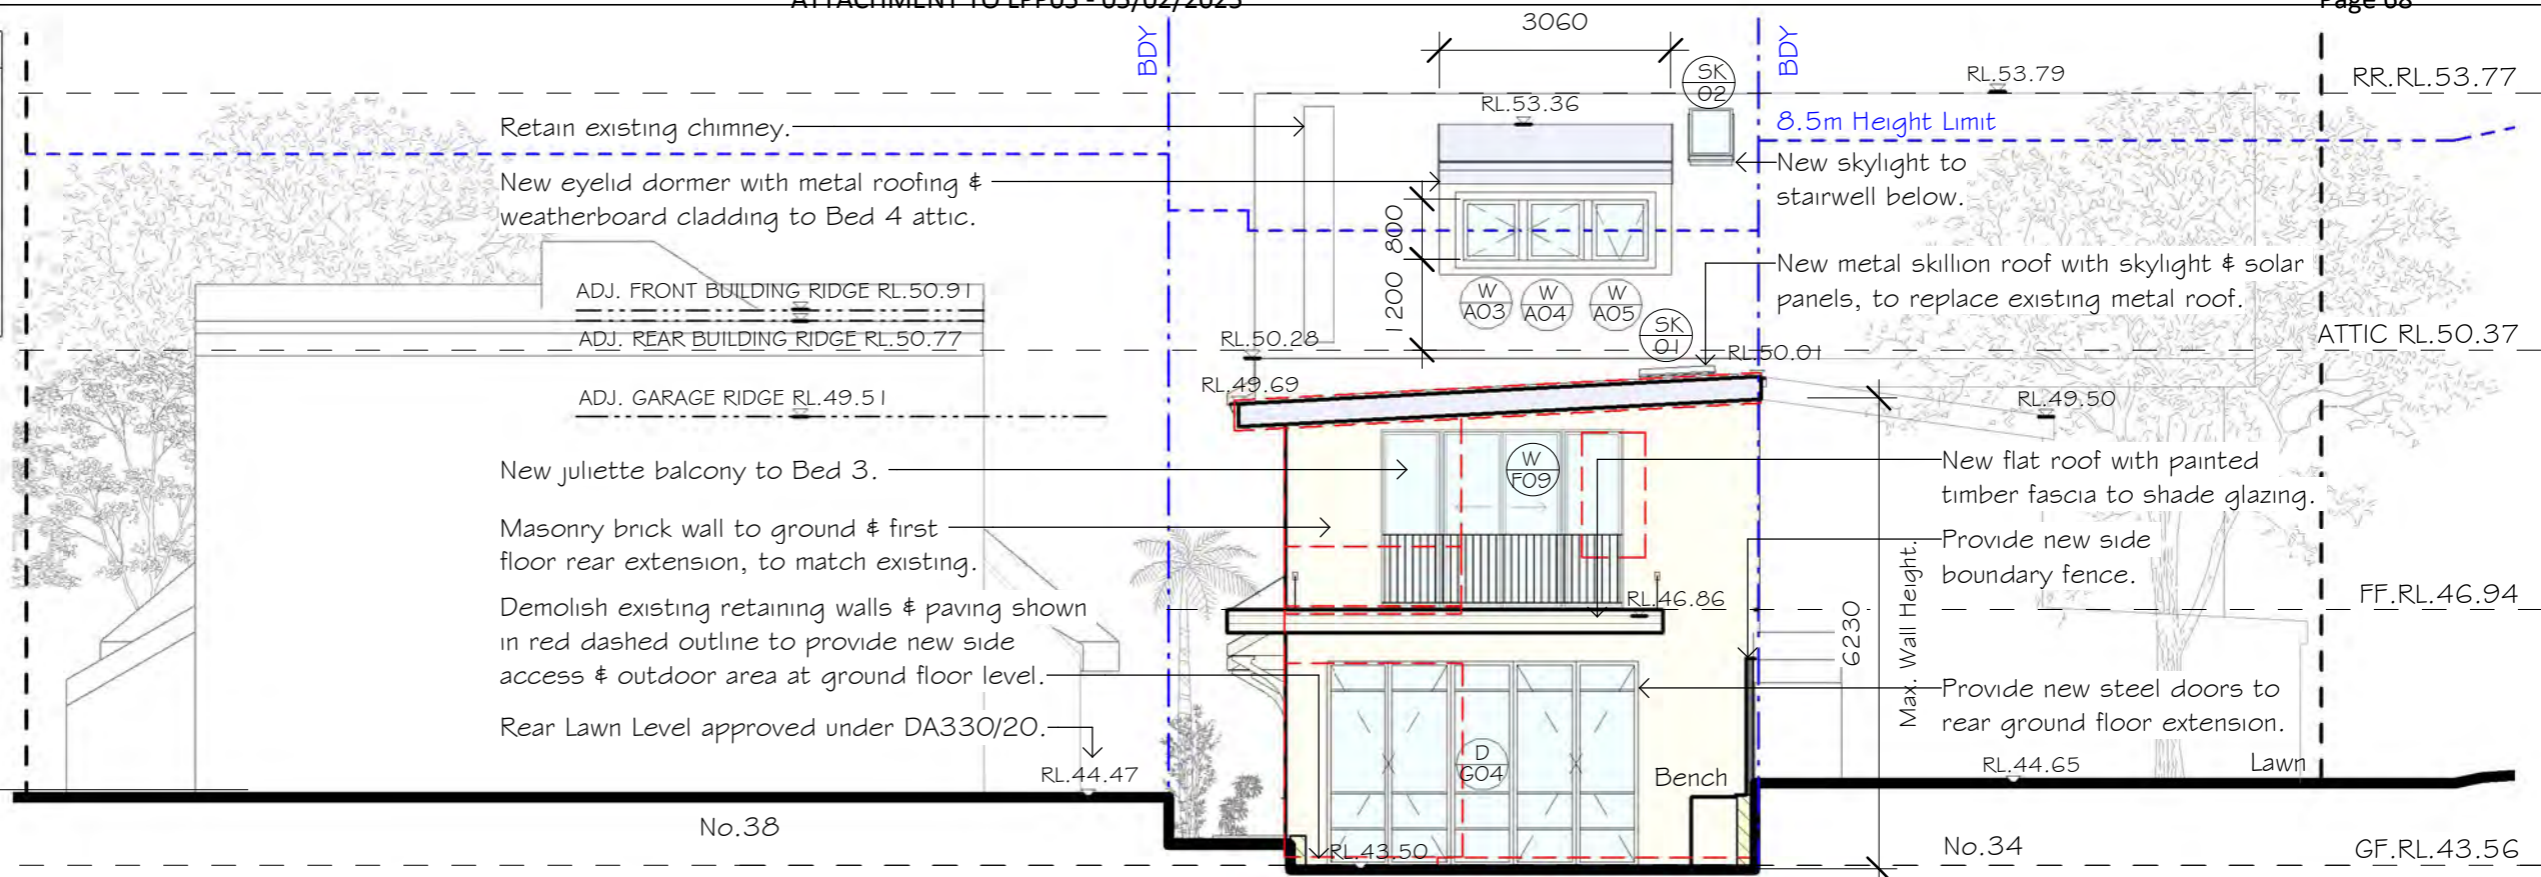 ATTACHMENT TO LPP05 - 05/02/2025
Page 68
3060
BDY
BDY
SK
02
RL.53.79
RR.RL.53.77
RL.53.36
Retain existing chimney.
8.5m Height Limit
New skylight to
stairwell below.
New eyelid dormer with metal roofing &
weatherboard cladding to Bed 4 attic.
800
1200
New metal skillion roof with skylight & solar
panels, to replace existing metal roof.
ADJ. FRONT BUILDING RIDGE RL.50.91
W
A03
W
A04
W
A05
ADJ. REAR BUILDING RIDGE RL.50.77
RL.50.28
SK
01
RL.50.01
ATTIC RL.50.37
RL.49.69
ADJ. GARAGE RIDGE RL.49.51
RL.49.50
New juliette balcony to Bed 3.
W
F09
New flat roof with painted
timber fascia to shade glazing.
Masonry brick wall to ground & first
floor rear extension, to match existing.
Provide new side
boundary fence.
Demolish existing retaining walls & paving shown
in red dashed outline to provide new side
access & outdoor area at ground floor level.
RL.46.86
FF.RL.46.94
6230
Max. Wall Height.
Provide new steel doors to
rear ground floor extension.
Rear Lawn Level approved under DA330/20.
RL.44.47
D
G04
Bench
RL.44.65
Lawn
No.38
RL.43.50
No.34
GF.RL.43.56